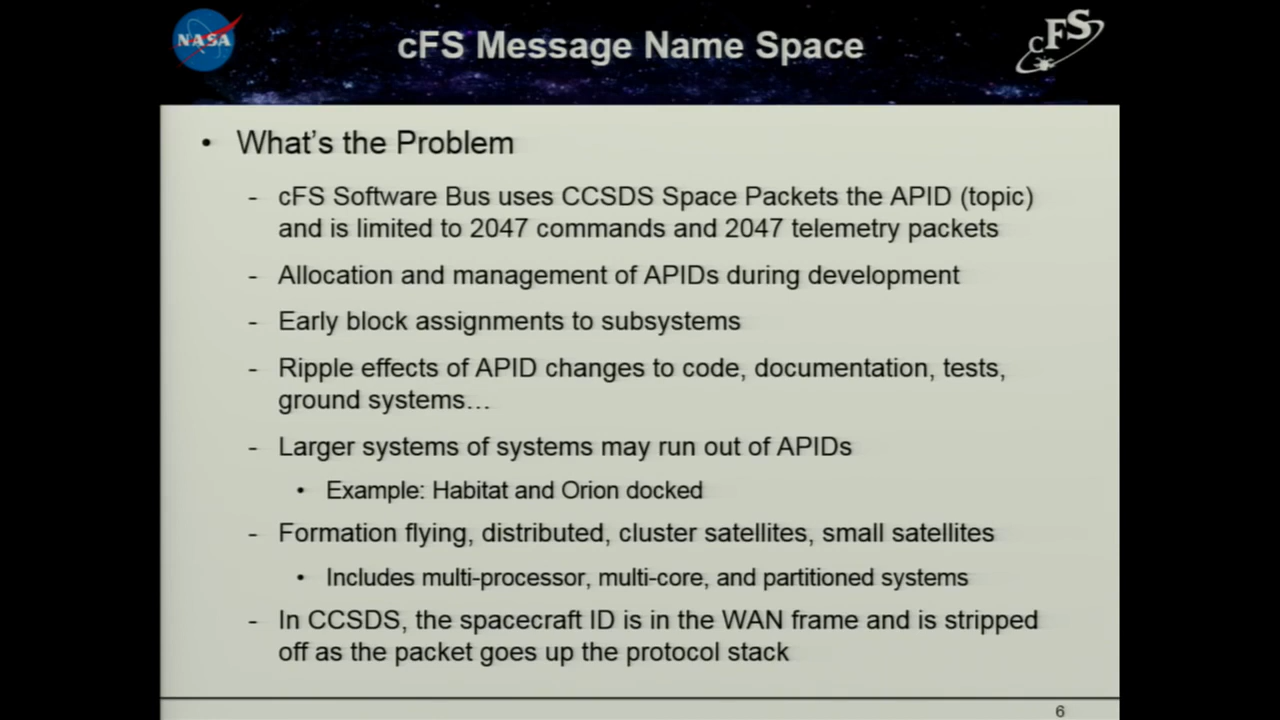 NASA
cFS Message Name Space
cFS
• What's the Problem
- cFS Software Bus uses CCSDS Space Packets the APID (topic)
and is limited to 2047 commands and 2047 telemetry packets
- Allocation and management of APIDs during development
- Early block assignments to subsystems
- Ripple effects of APID changes to code, documentation, tests,
ground systems…
- Larger systems of systems may run out of APIDs
• Example: Habitat and Orion docked
- Formation flying, distributed, cluster satellites, small satellites
• Includes multi-processor, multi-core, and partitioned systems
- In CCSDS, the spacecraft ID is in the WAN frame and is stripped
off as the packet goes up the protocol stack
6